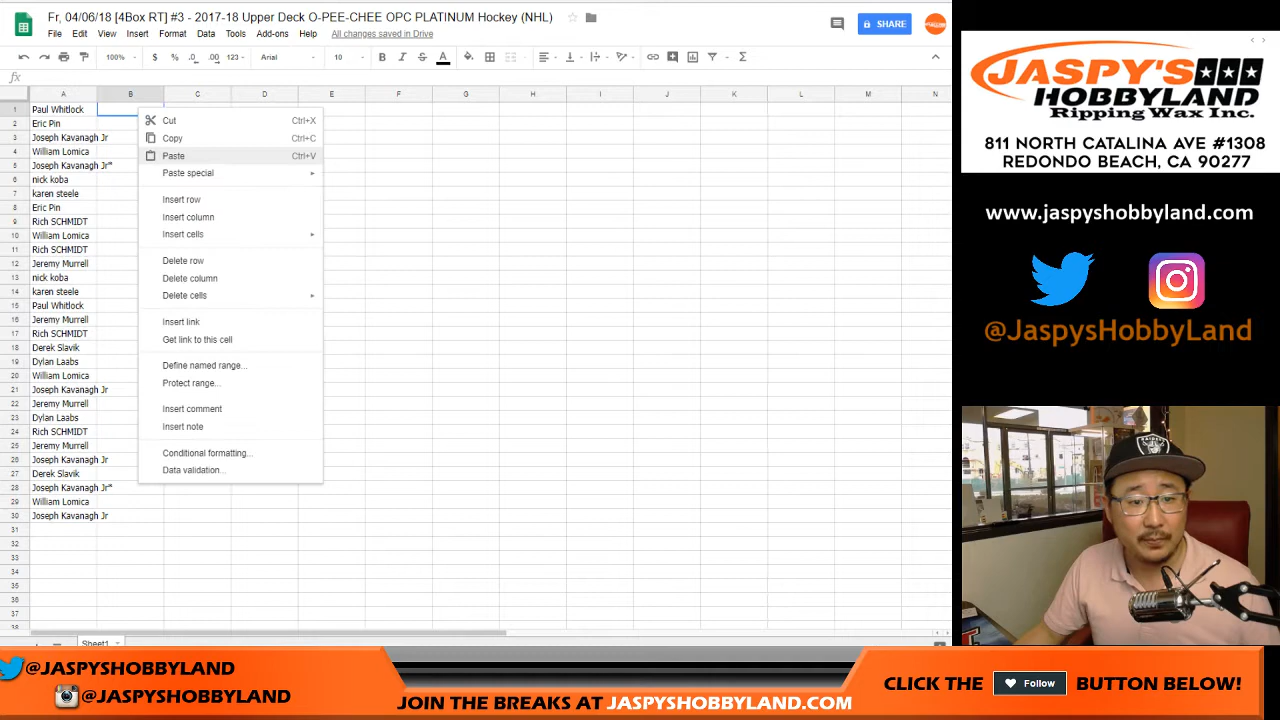 Fr, 04/06/18 [4Box RT] #3 - 2017-18 Upper Deck O-PEE-CHEE OPC PLATINUM Hockey (NHL)
File Edit View Insert Format Data Tools Add-ons Help All changes saved in Drive
SHARE
100% $ % .0 .00 123 Arial 10 B I S A
fx
A B C D E F G H I J K L M N
1 Paul Whitlock
2 Eric Pin
3 Joseph Kavanagh Jr
4 William Lomica
5 Joseph Kavanagh Jr*
6 nick koba
7 karen steele
8 Eric Pin
9 Rich SCHMIDT
10 William Lomica
11 Rich SCHMIDT
12 Jeremy Murrell
13 nick koba
14 karen steele
15 Paul Whitlock
16 Jeremy Murrell
17 Rich SCHMIDT
18 Derek Slavik
19 Dylan Laabs
20 William Lomica
21 Joseph Kavanagh Jr
22 Jeremy Murrell
23 Dylan Laabs
24 Rich SCHMIDT
25 Jeremy Murrell
26 Joseph Kavanagh Jr
27 Derek Slavik
28 Joseph Kavanagh Jr*
29 William Lomica
30 Joseph Kavanagh Jr
31
32
33
34
35
36
37
38
Cut Ctrl+X
Copy Ctrl+C
Paste Ctrl+V
Paste special
Insert row
Insert column
Insert cells
Delete row
Delete column
Delete cells
Insert link
Get link to this cell
Define named range...
Protect range...
Insert comment
Insert note
Conditional formatting...
Data validation...
Sheet1
JASPY'S
HOBBYLAND
Ripping Wax Inc.
811 NORTH CATALINA AVE #1308
REDONDO BEACH, CA 90277
www.jaspyshobbyland.com
@JaspysHobbyLand
@JASPYSHOBBYLAND
@JASPYSHOBBYLAND
JOIN THE BREAKS AT JASPYSHOBBYLAND.COM
CLICK THE Follow BUTTON BELOW!